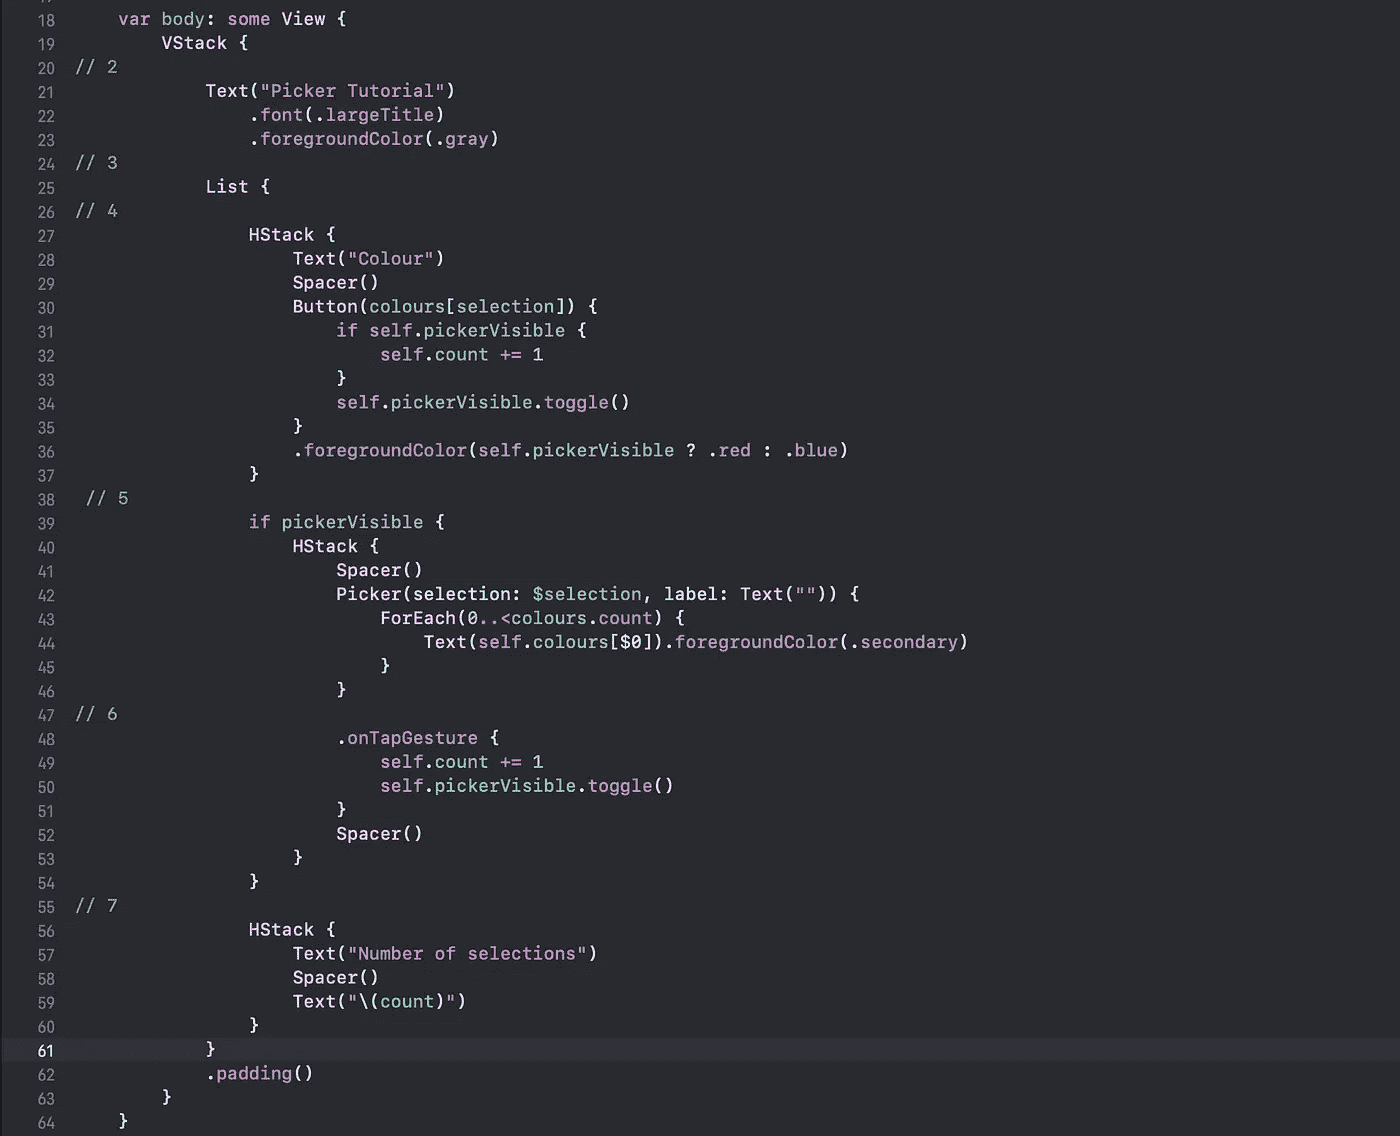 18 var body: some View {
19 VStack {
20 // 2
21 Text("Picker Tutorial")
22 .font(.largeTitle)
23 .foregroundColor(.gray)
24 // 3
25 List {
26 // 4
27 HStack {
28 Text("Colour")
29 Spacer()
30 Button(colours[selection]) {
31 if self.pickerVisible {
32 self.count += 1
33 }
34 self.pickerVisible.toggle()
35 }
36 .foregroundColor(self.pickerVisible ? .red : .blue)
37 }
38 // 5
39 if pickerVisible {
40 HStack {
41 Spacer()
42 Picker(selection: $selection, label: Text("")) {
43 ForEach(0..<colours.count) {
44 Text(self.colours[$0]).foregroundColor(.secondary)
45 }
46 }
47 // 6
48 .onTapGesture {
49 self.count += 1
50 self.pickerVisible.toggle()
51 }
52 Spacer()
53 }
54 }
55 // 7
56 HStack {
57 Text("Number of selections")
58 Spacer()
59 Text("\(count)")
60 }
61 }
62 .padding()
63 }
64 }